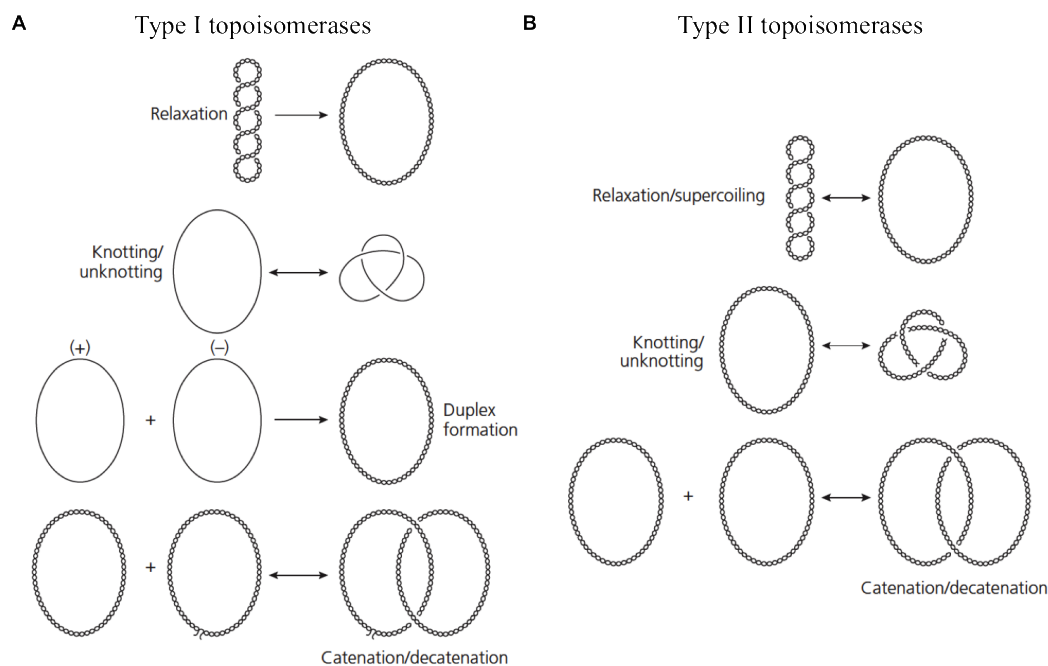 A
Type I topoisomerases
Relaxation
Knotting/
unknotting
(+)
(–)
+
Duplex
formation
+
Catenation/decatenation
B
Type II topoisomerases
Relaxation/supercoiling
Knotting/
unknotting
+
Catenation/decatenation